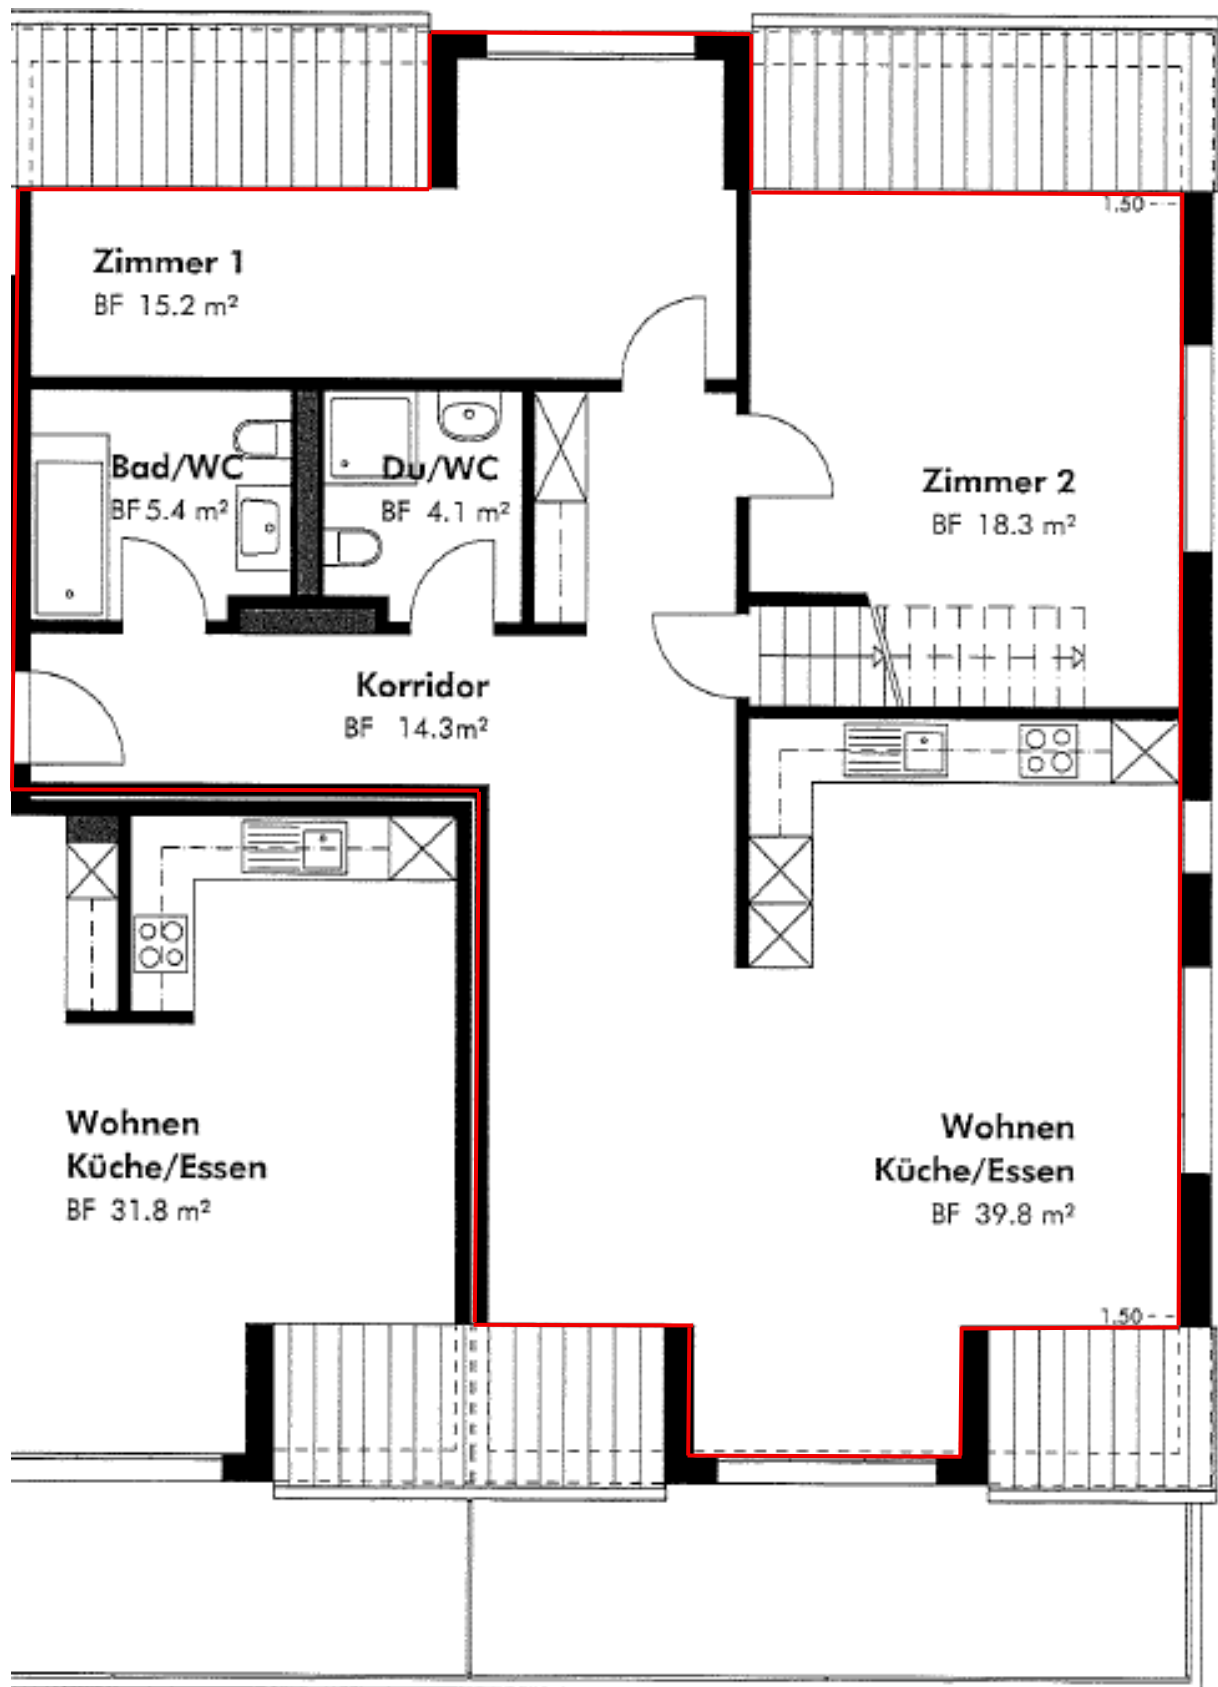 1.50
Zimmer 1
BF 15.2 m²
Bad/WC
BF 5.4 m²
Du/WC
BF 4.1 m²
Zimmer 2
BF 18.3 m²
Korridor
BF 14.3m²
Wohnen
Küche/Essen
BF 31.8 m²
Wohnen
Küche/Essen
BF 39.8 m²
1.50